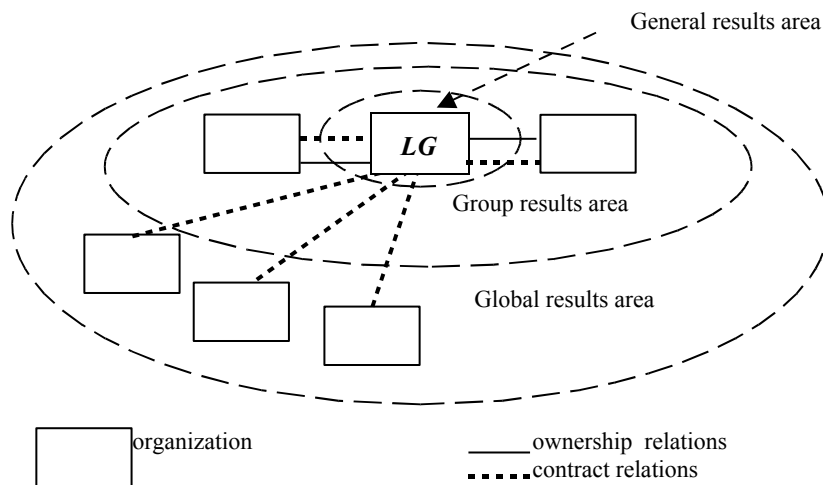 General results area
LG
Group results area
Global results area
organization
ownership relations
contract relations